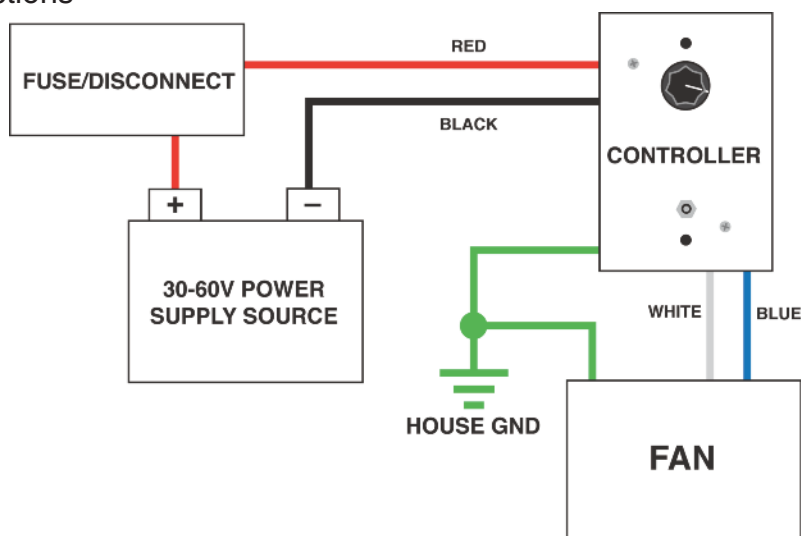 RED
FUSE/DISCONNECT
BLACK
CONTROLLER
+
–
30-60V POWER
SUPPLY SOURCE
WHITE
BLUE
HOUSE GND
FAN